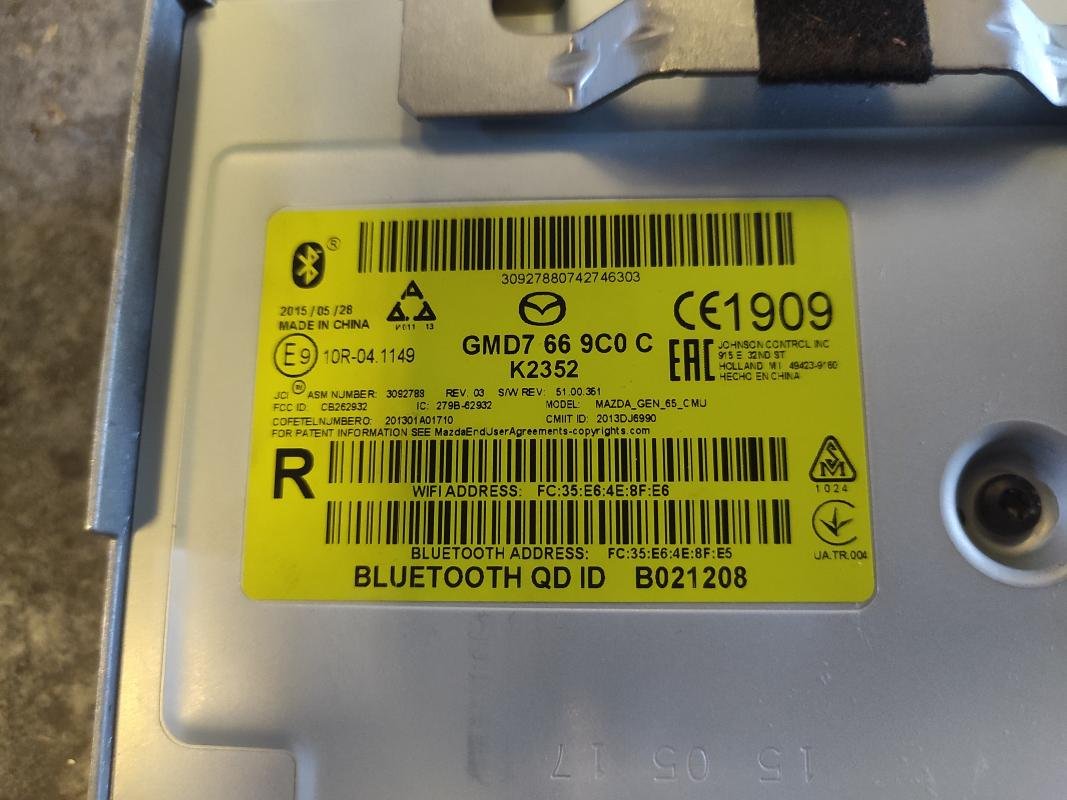 ®
30927880742746303
2015/05/28
MADE IN CHINA
CE1909
GMD7 66 9C0 C
K2352
E9 10R-04.1149
EAC
JOHNSON CONTROL INC
915 E 32ND ST
HOLLAND MI 49423-9160
HECHO EN CHINA
JCI ASM NUMBER: 3092788 REV. 03 S/W REV: 51.00.351
FCC ID: CB262932 IC: 279B-62932 MODEL: MAZDA_GEN_65_CMU
COFETELNUMBERO: 201301A01710 CMIIT ID: 2013DJ6990
FOR PATENT INFORMATION SEE MazdaEndUserAgreements-copyrights.com
R
WIFI ADDRESS: FC:35:E6:4E:8F:E6
1024
BLUETOOTH ADDRESS: FC:35:E6:4E:8F:E5
UA.TR.004
BLUETOOTH QD ID B021208
15 05 17